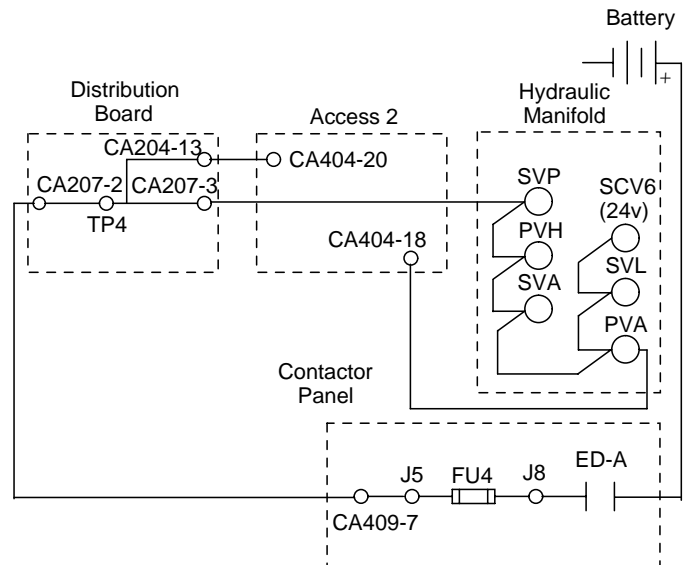 Battery
+
Distribution
Board
Access 2
Hydraulic
Manifold
CA204-13
CA404-20
CA207-2
CA207-3
TP4
SVP
SCV6
(24v)
PVH
CA404-18
SVL
SVA
PVA
Contactor
Panel
J5
FU4
J8
ED-A
CA409-7